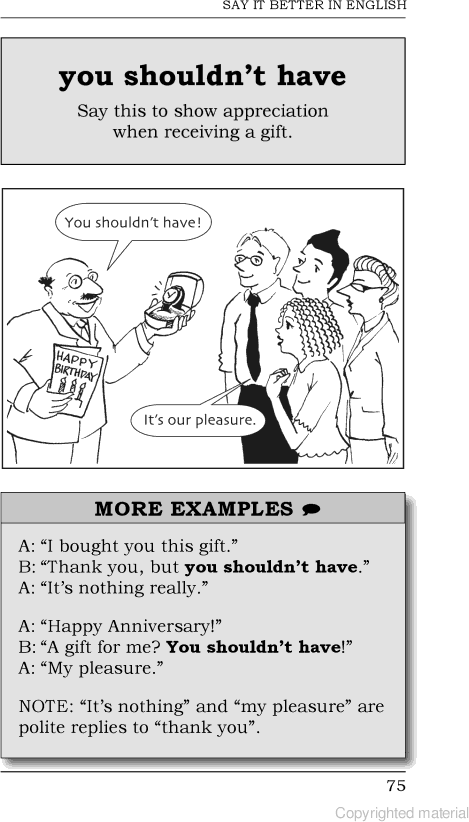 SAY IT BETTER IN ENGLISH
you shouldn't have
Say this to show appreciation
when receiving a gift.
You shouldn't have!
HAPPY
BIRTHDAY
It's our pleasure.
MORE EXAMPLES
A: “I bought you this gift.”
B: “Thank you, but you shouldn't have.”
A: “It's nothing really.”
A: “Happy Anniversary!”
B: “A gift for me? You shouldn't have!”
A: “My pleasure.”
NOTE: “It's nothing” and “my pleasure” are
polite replies to “thank you”.
75
Copyrighted material